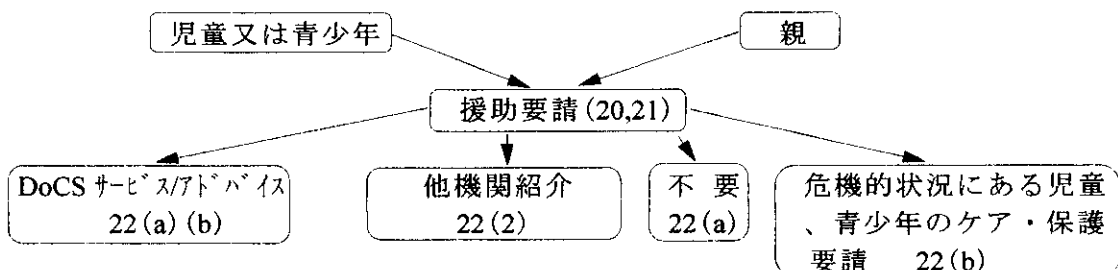 児童又は青少年
親
援助要請(20,21)
DoCS ｻｰﾋﾞｽ/ｱﾄﾞﾊﾞｲｽ
22(a)(b)
他機関紹介
22(2)
不 要
22(a)
危機的状況にある児童
、青少年のケア・保護
要請 22(b)